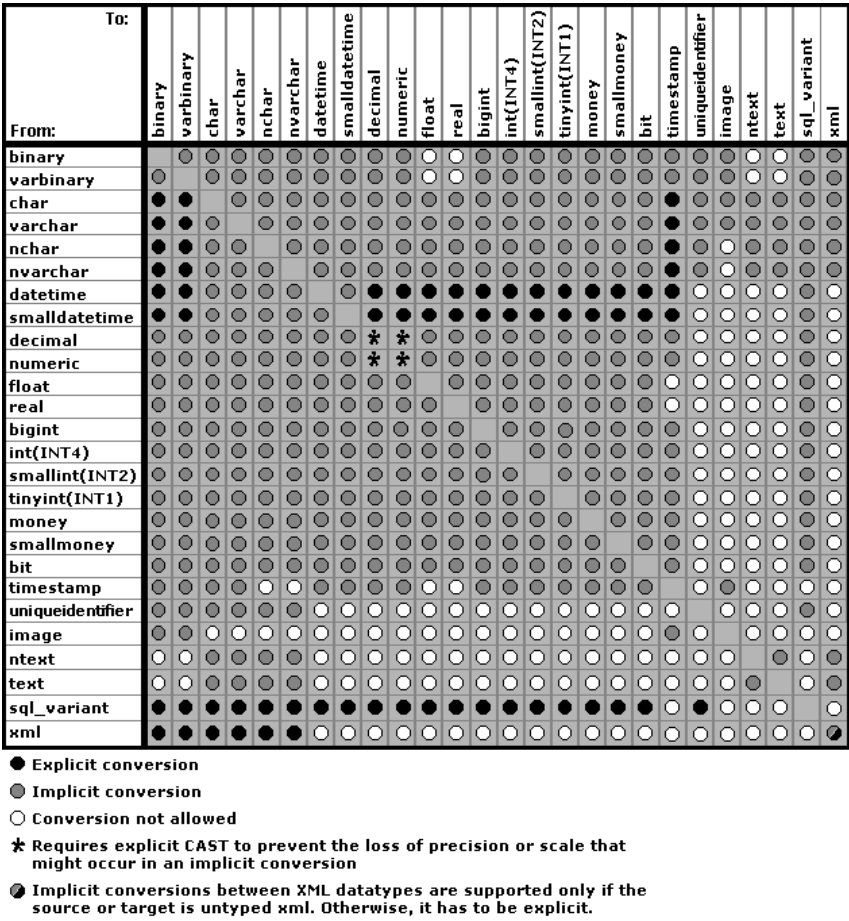 To:
From:
binary
varbinary
char
varchar
nchar
nvarchar
datetime
smalldatetime
decimal
numeric
float
real
bigint
int(INT4)
smallint(INT2)
tinyint(INT1)
money
smallmoney
bit
timestamp
uniqueidentifier
image
ntext
text
sql_variant
xml
binary
varbinary
char
varchar
nchar
nvarchar
datetime
smalldatetime
decimal
numeric
float
real
bigint
int(INT4)
smallint(INT2)
tinyint(INT1)
money
smallmoney
bit
timestamp
uniqueidentifier
image
ntext
text
sql_variant
xml
Explicit conversion
Implicit conversion
Conversion not allowed
* Requires explicit CAST to prevent the loss of precision or scale that
might occur in an implicit conversion
Implicit conversions between XML datatypes are supported only if the
source or target is untyped xml. Otherwise, it has to be explicit.